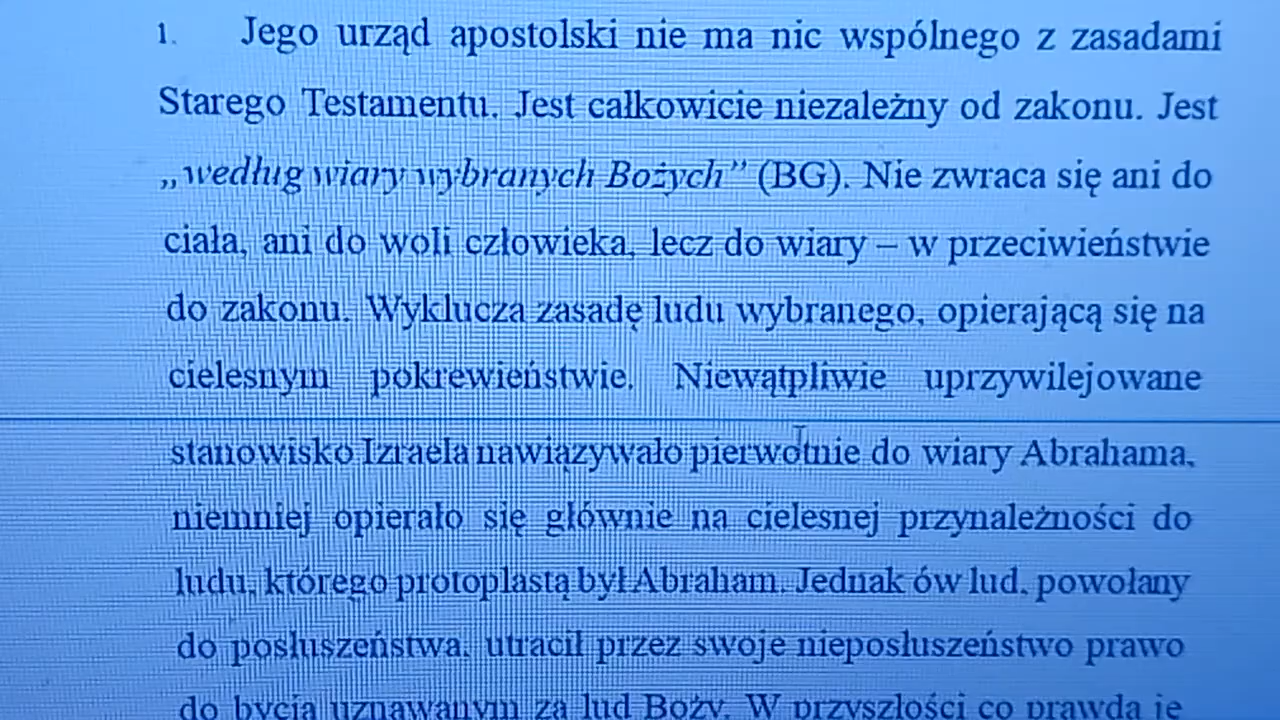 1. Jego urząd apostolski nie ma nic wspólnego z zasadami
Starego Testamentu. Jest całkowicie niezależny od zakonu. Jest
„według wiary wybranych Bożych” (BG). Nie zwraca się ani do
ciała, ani do woli człowieka, lecz do wiary – w przeciwieństwie
do zakonu. Wyklucza zasadę ludu wybranego, opierającą się na
cielesnym pokrewieństwie. Niewątpliwie uprzywilejowane
stanowisko Izraela nawiązywało pierwotnie do wiary Abrahama,
niemniej opierało się głównie na cielesnej przynależności do
ludu, którego protoplastą był Abraham. Jednak ów lud, powołany
do posłuszeństwa, utracił przez swoje nieposłuszeństwo prawo
do bycia uznawanym za lud Boży. W przyszłości co prawda je